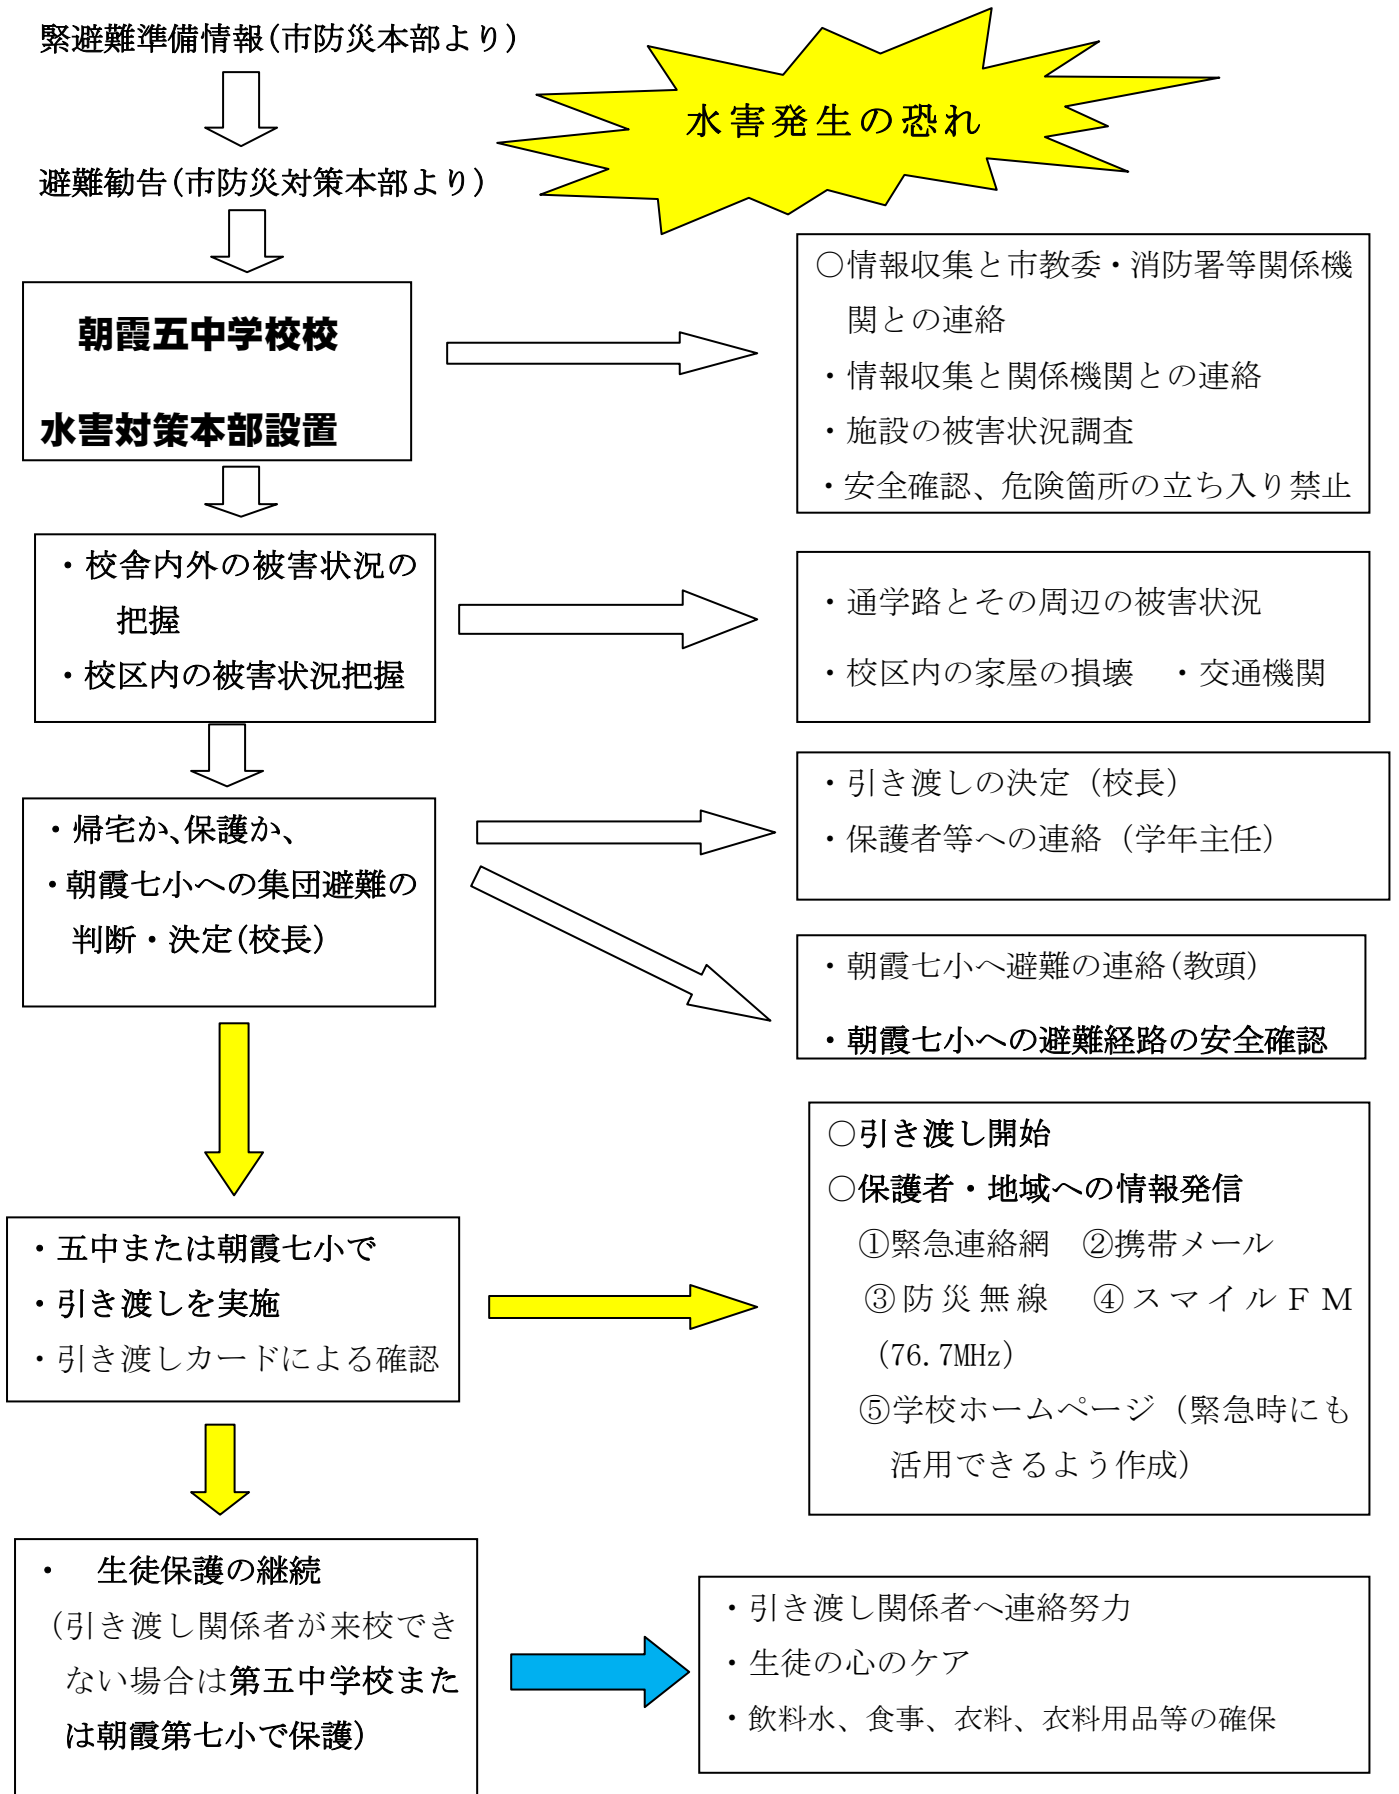 緊避難準備情報(市防災本部より)
水害発生の恐れ
避難勧告(市防災対策本部より)
朝霞五中学校校
水害対策本部設置
○情報収集と市教委・消防署等関係機
関との連絡
・情報収集と関係機関との連絡
・施設の被害状況調査
・安全確認、危険箇所の立ち入り禁止
・校舎内外の被害状況の
把握
・校区内の被害状況把握
・通学路とその周辺の被害状況
・校区内の家屋の損壊　・交通機関
・帰宅か、保護か、
・朝霞七小への集団避難の
判断・決定(校長)
・引き渡しの決定（校長）
・保護者等への連絡（学年主任）
・朝霞七小へ避難の連絡(教頭)
・朝霞七小への避難経路の安全確認
・五中または朝霞七小で
・引き渡しを実施
・引き渡しカードによる確認
○引き渡し開始
○保護者・地域への情報発信
①緊急連絡網　②携帯メール
③防災無線　④スマイルＦＭ
（76.7MHz）
⑤学校ホームページ（緊急時にも
活用できるよう作成）
・　生徒保護の継続
（引き渡し関係者が来校でき
ない場合は第五中学校また
は朝霞第七小で保護）
・引き渡し関係者へ連絡努力
・生徒の心のケア
・飲料水、食事、衣料、衣料用品等の確保